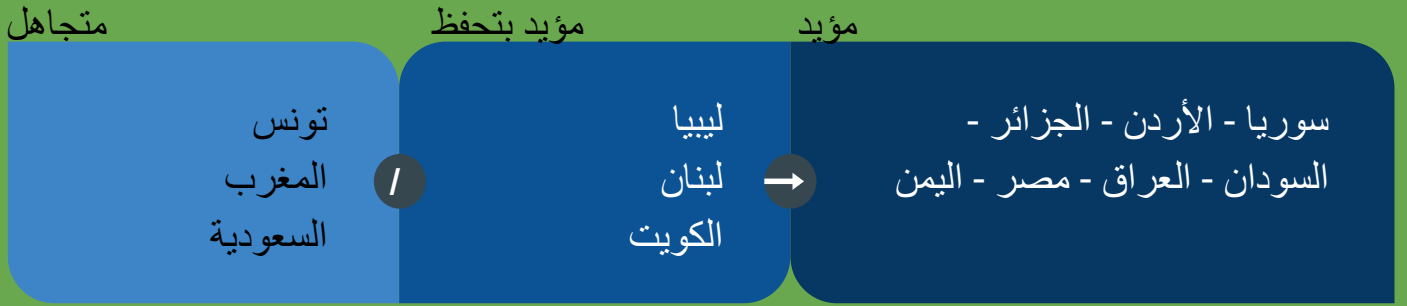 مؤيد
سوريا - الأردن - الجزائر -
السودان - العراق - مصر - اليمن
مؤيد بتحفظ
ليبيا
لبنان
الكويت
متجاهل
تونس
المغرب
السعودية
/